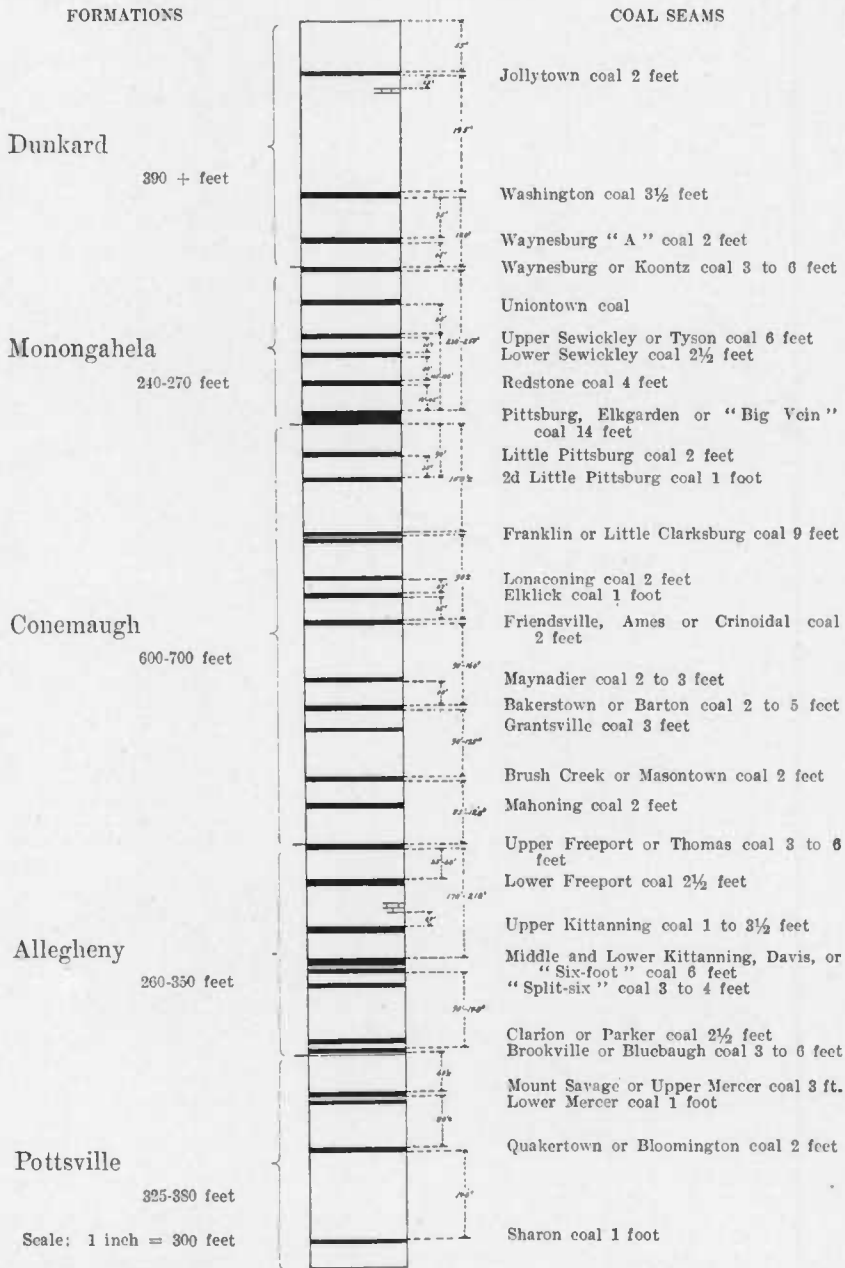 FORMATIONS
COAL SEAMS
Jollytown coal 2 feet
Dunkard
390 + feet
Washington coal 3½ feet
Waynesburg “ A ” coal 2 feet
Waynesburg or Koontz coal 3 to 6 feet
Uniontown coal
Monongahela
240-270 feet
Upper Sewickley or Tyson coal 6 feet
Lower Sewickley coal 2½ feet
Redstone coal 4 feet
Pittsburg, Elkgarden or “ Big Vein ”
coal 14 feet
Little Pittsburg coal 2 feet
2d Little Pittsburg coal 1 foot
Franklin or Little Clarksburg coal 9 feet
Lonaconing coal 2 feet
Elklick coal 1 foot
Conemaugh
600-700 feet
Friendsville, Ames or Crinoidal coal
2 feet
Maynadier coal 2 to 3 feet
Bakerstown or Barton coal 2 to 5 feet
Grantsville coal 3 feet
Brush Creek or Masontown coal 2 feet
Mahoning coal 2 feet
Upper Freeport or Thomas coal 3 to 6
feet
Lower Freeport coal 2½ feet
170'-210'
Upper Kittanning coal 1 to 3½ feet
Allegheny
260-350 feet
Middle and Lower Kittanning, Davis, or
“ Six-foot ” coal 6 feet
“ Split-six ” coal 3 to 4 feet
Clarion or Parker coal 2½ feet
Brookville or Bluebaugh coal 3 to 6 feet
Mount Savage or Upper Mercer coal 3 ft.
Lower Mercer coal 1 foot
Quakertown or Bloomington coal 2 feet
Pottsville
325-380 feet
Scale: 1 inch = 300 feet
Sharon coal 1 foot